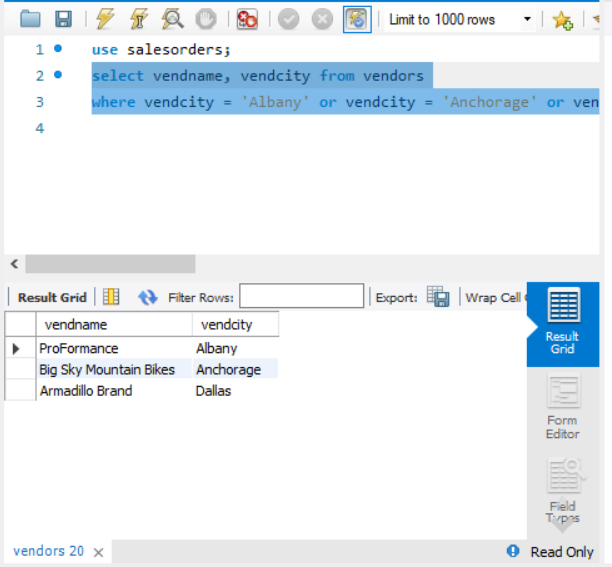 Limit to 1000 rows
1 use salesorders;
2 select vendname, vendcity from vendors
3 where vendcity = 'Albany' or vendcity = 'Anchorage' or ven
4
Result Grid Filter Rows: Export: Wrap Cell
vendname vendcity
ProFormance Albany
Big Sky Mountain Bikes Anchorage
Armadillo Brand Dallas
Result
Grid
Form
Editor
Field
Types
vendors 20
Read Only